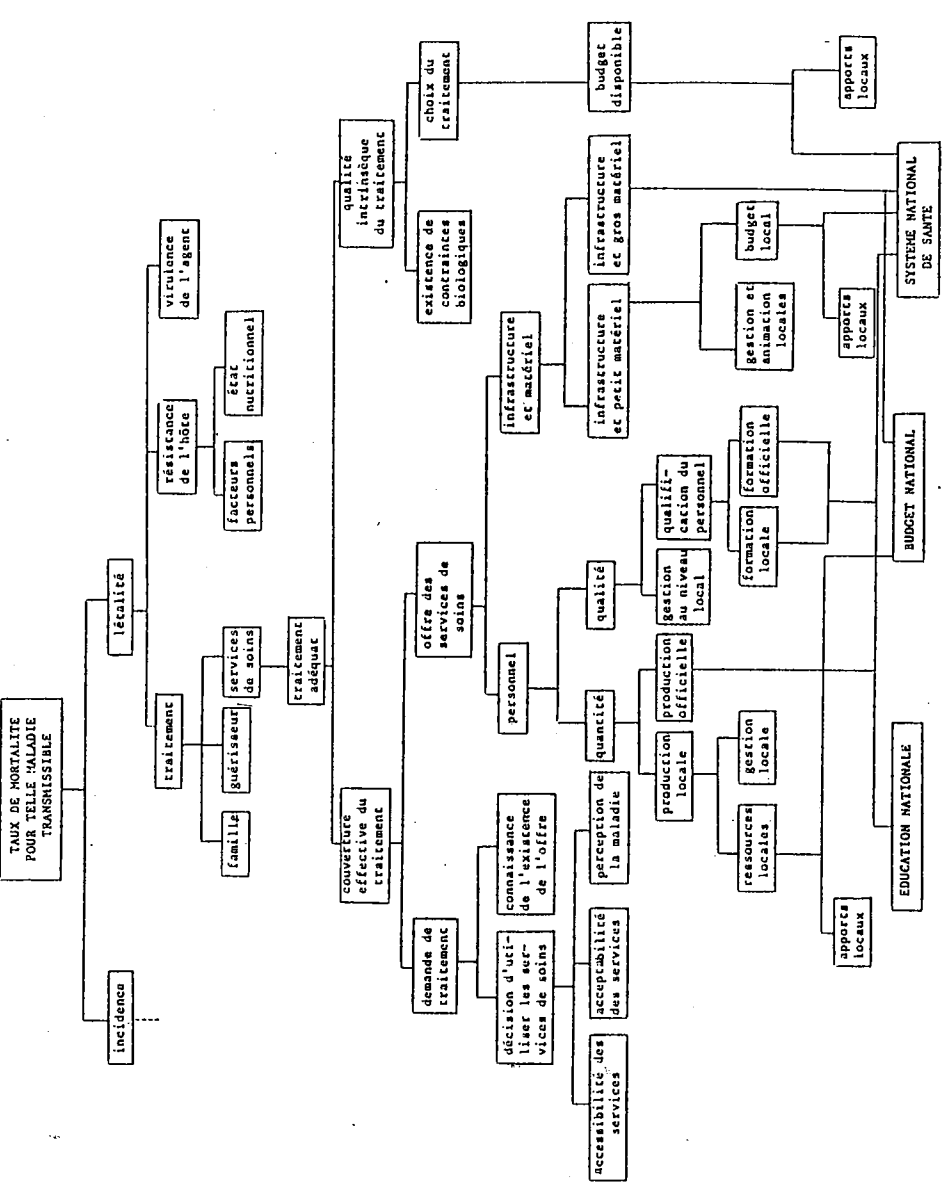 TAUX DE MORTALITE
POUR TELLE MALADIE
TRANSMISSIBLE
incidence
létalité
traitement
résistance
de l'hôte
virulence
de l'agent
famille
guérisseur
services
de soins
facteurs
personnels
état
nutritionnel
traitement
adéquat
couverture
effective du
traitement
qualité
intrinsèque
du traitement
demande de
traitement
offre des
services de
soins
existence de
contraintes
biologiques
choix du
traitement
décision d'uti-
liser les ser-
vices de soins
connaissance
de l'existence
de l'offre
personnel
infrastructure
et matériel
accessibilité des
services
acceptabilité
des services
perception de
la maladie
quantité
qualité
infrastructure
et petit matériel
infrastructure
et gros matériel
budget
disponible
production
locale
production
officielle
gestion
au niveau
local
qualifi-
cation du
personnel
ressources
locales
gestion
locale
formation
locale
formation
officielle
gestion et
animation
locales
budget
local
apports
locaux
apports
locaux
apports
locaux
EDUCATION NATIONALE
BUDGET NATIONAL
SYSTEME NATIONAL
DE SANTE